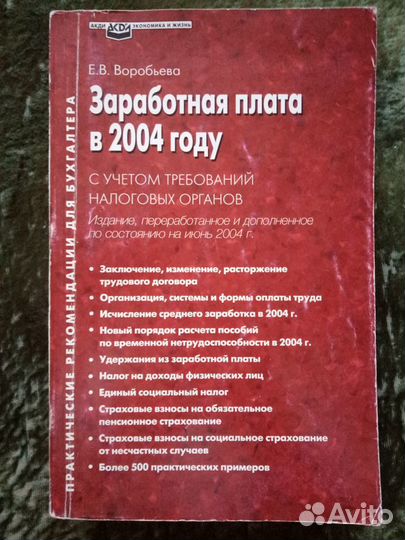 АКДИ АКДИ ЭКОНОМИКА И ЖИЗНЬ
Е.В. Воробьева
Заработная плата
в 2004 году
С УЧЕТОМ ТРЕБОВАНИЙ
НАЛОГОВЫХ ОРГАНОВ
Издание, переработанное и дополненное
по состоянию на июнь 2004 г.
• Заключение, изменение, расторжение
трудового договора
• Организация, системы и формы оплаты труда
• Исчисление среднего заработка в 2004 г.
• Новый порядок расчета пособий
по временной нетрудоспособности в 2004 г.
• Удержания из заработной платы
• Налог на доходы физических лиц
• Единый социальный налог
• Страховые взносы на обязательное
пенсионное страхование
• Страховые взносы на социальное страхование
от несчастных случаев
• Более 500 практических примеров
ПРАКТИЧЕСКИЕ РЕКОМЕНДАЦИИ ДЛЯ БУХГАЛТЕРА
Avito